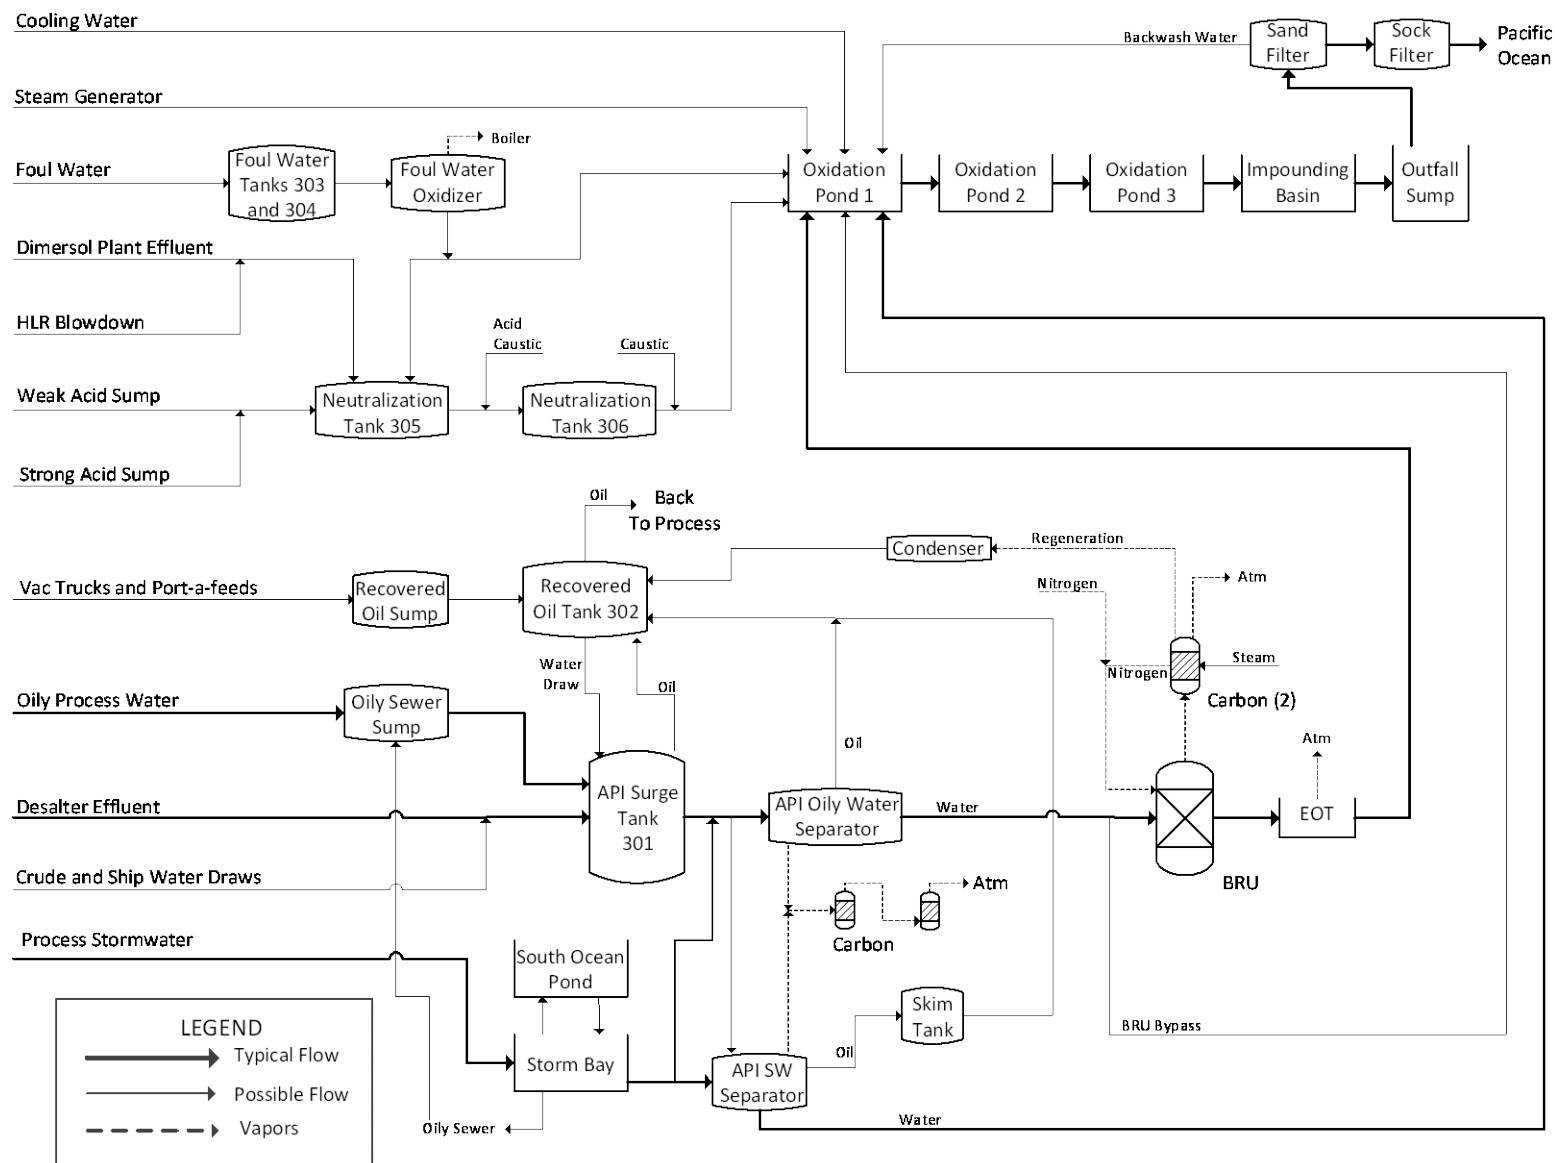 Cooling Water
Backwash Water
Sand
Filter
Sock
Filter
Pacific
Ocean
Steam Generator
Boiler
Foul Water
Foul Water
Tanks 303
and 304
Foul Water
Oxidizer
Oxidation
Pond 1
Oxidation
Pond 2
Oxidation
Pond 3
Impounding
Basin
Outfall
Sump
Dimersol Plant Effluent
HLR Blowdown
Acid
Caustic
Caustic
Weak Acid Sump
Neutralization
Tank 305
Neutralization
Tank 306
Strong Acid Sump
Oil
Back
To Process
Condenser
Regeneration
Vac Trucks and Port-a-feeds
Recovered
Oil Sump
Recovered
Oil Tank 302
Nitrogen
Atm
Water
Draw
Oil
Nitrogen
Steam
Carbon (2)
Oily Process Water
Oily Sewer
Sump
Oil
Atm
Desalter Effluent
API Surge
Tank
301
API Oily Water
Separator
Water
EOT
BRU
Crude and Ship Water Draws
Atm
Carbon
Process Stormwater
South Ocean
Pond
Skim
Tank
BRU Bypass
Storm Bay
Oil
API SW
Separator
Water
Oily Sewer
LEGEND
Typical Flow
Possible Flow
Vapors